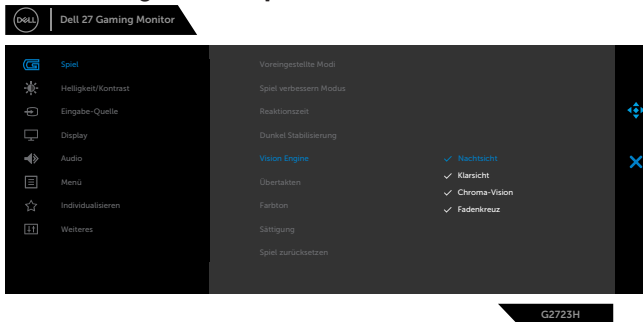 DELL
Dell 27 Gaming Monitor
Spiel
Helligkeit/Kontrast
Eingabe-Quelle
Display
Audio
Menü
Individualisieren
Weiteres
Voreingestellte Modi
Spiel verbessern Modus
Reaktionszeit
Dunkel Stabilisierung
Vision Engine
Übertakten
Farbton
Sättigung
Spiel zurücksetzen
Nachtsicht
Klarsicht
Chroma-Vision
Fadenkreuz
G2723H